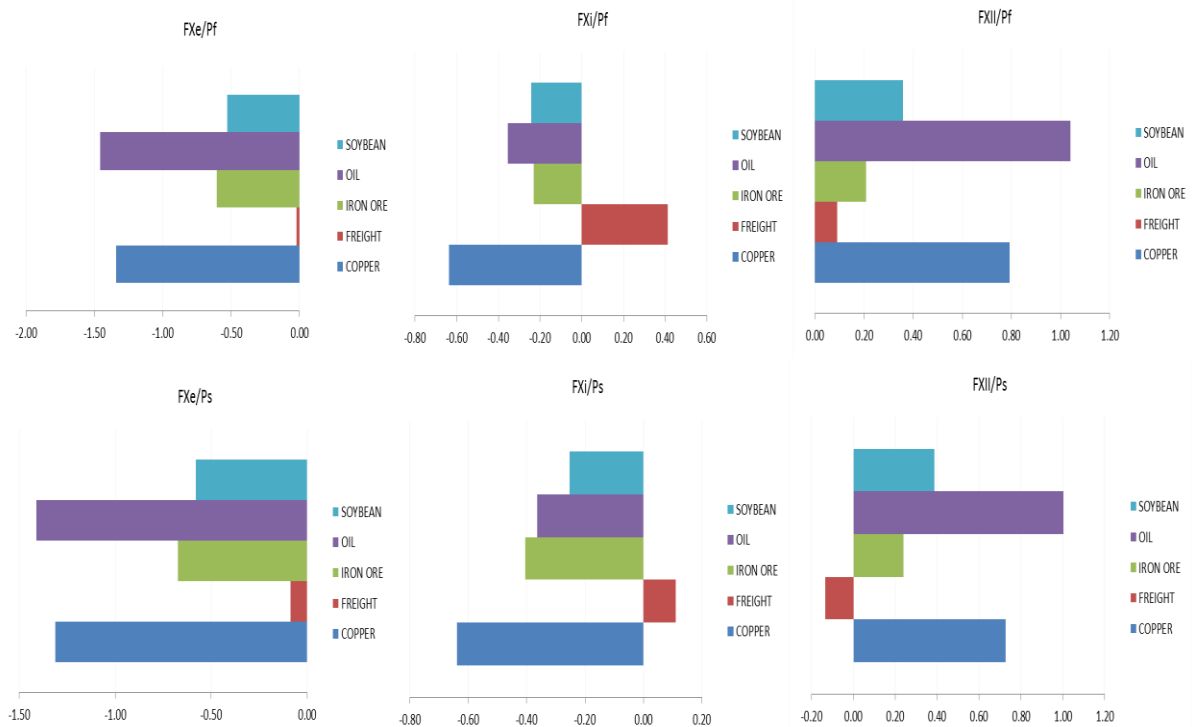 FXe/Pf
SOYBEAN
OIL
IRON ORE
FREIGHT
COPPER
-2.00 -1.50 -1.00 -0.50 0.00
FXi/Pf
SOYBEAN
OIL
IRON ORE
FREIGHT
COPPER
-0.80 -0.60 -0.40 -0.20 0.00 0.20 0.40 0.60
FXII/Pf
SOYBEAN
OIL
IRON ORE
FREIGHT
COPPER
0.00 0.20 0.40 0.60 0.80 1.00 1.20
FXe/Ps
SOYBEAN
OIL
IRON ORE
FREIGHT
COPPER
-1.50 -1.00 -0.50 0.00
FXi/Ps
SOYBEAN
OIL
IRON ORE
FREIGHT
COPPER
-0.80 -0.60 -0.40 -0.20 0.00 0.20
FXII/Ps
SOYBEAN
OIL
IRON ORE
FREIGHT
COPPER
-0.20 0.00 0.20 0.40 0.60 0.80 1.00 1.20